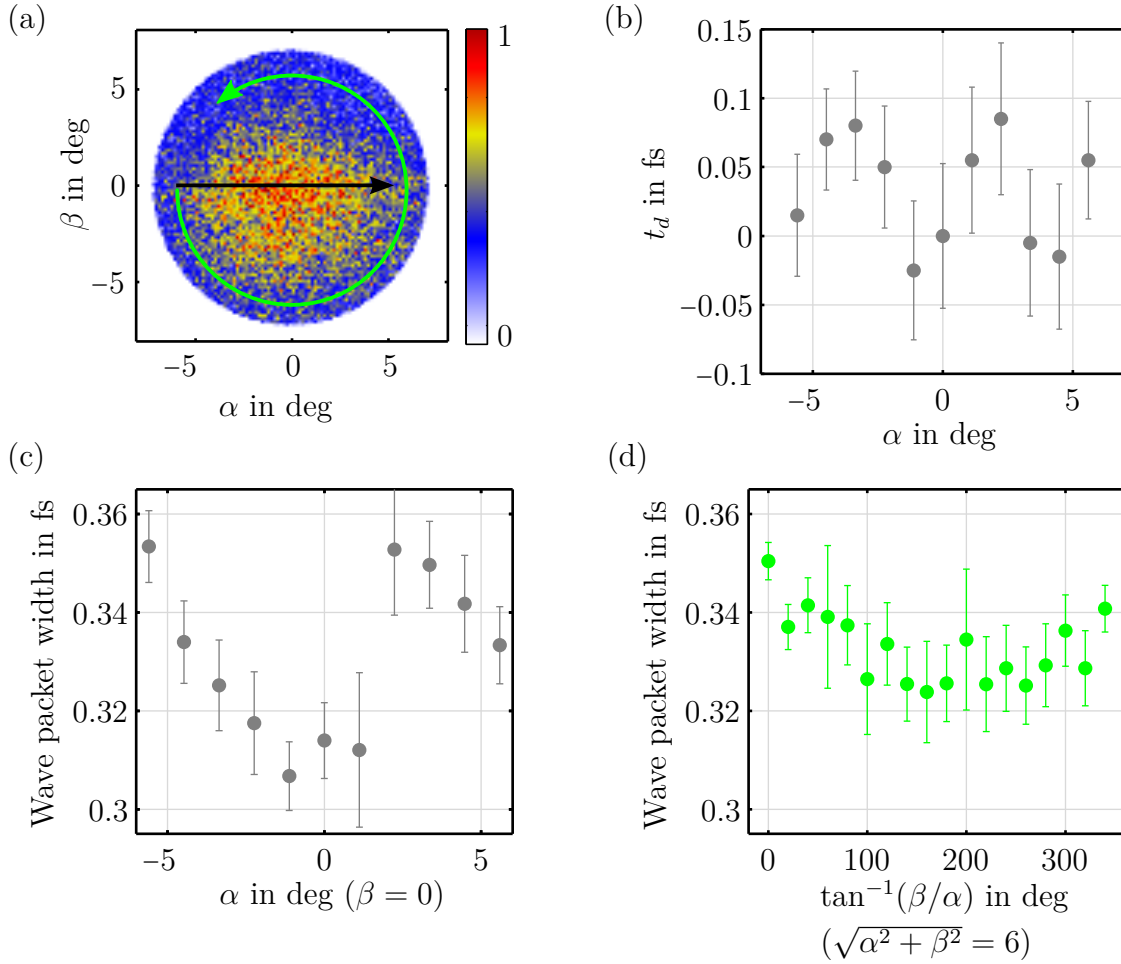 (a)
1
5
0
−5
0
−5
0
5
β in deg
α in deg
(b)
0.15
0.1
0.05
0
−0.05
−0.1
−5
0
5
t_d in fs
α in deg
(c)
0.36
0.34
0.32
0.3
−5
0
5
Wave packet width in fs
α in deg (β = 0)
(d)
0.36
0.34
0.32
0.3
0
100
200
300
Wave packet width in fs
tan⁻¹(β/α) in deg
(√α² + β² = 6)